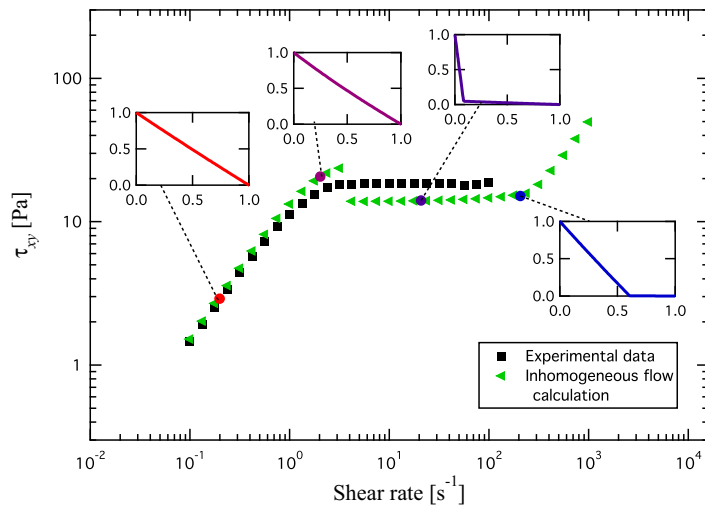 100
10
1
τxy [Pa]
1.0
0.5
0.0
0.0 0.5 1.0
1.0
0.5
0.0
0.0 0.5 1.0
1.0
0.5
0.0
0.0 0.5 1.0
1.0
0.5
0.0
0.0 0.5 1.0
Experimental data
Inhomogeneous flow
calculation
10⁻² 10⁻¹ 10⁰ 10¹ 10² 10³ 10⁴
Shear rate [s⁻¹]